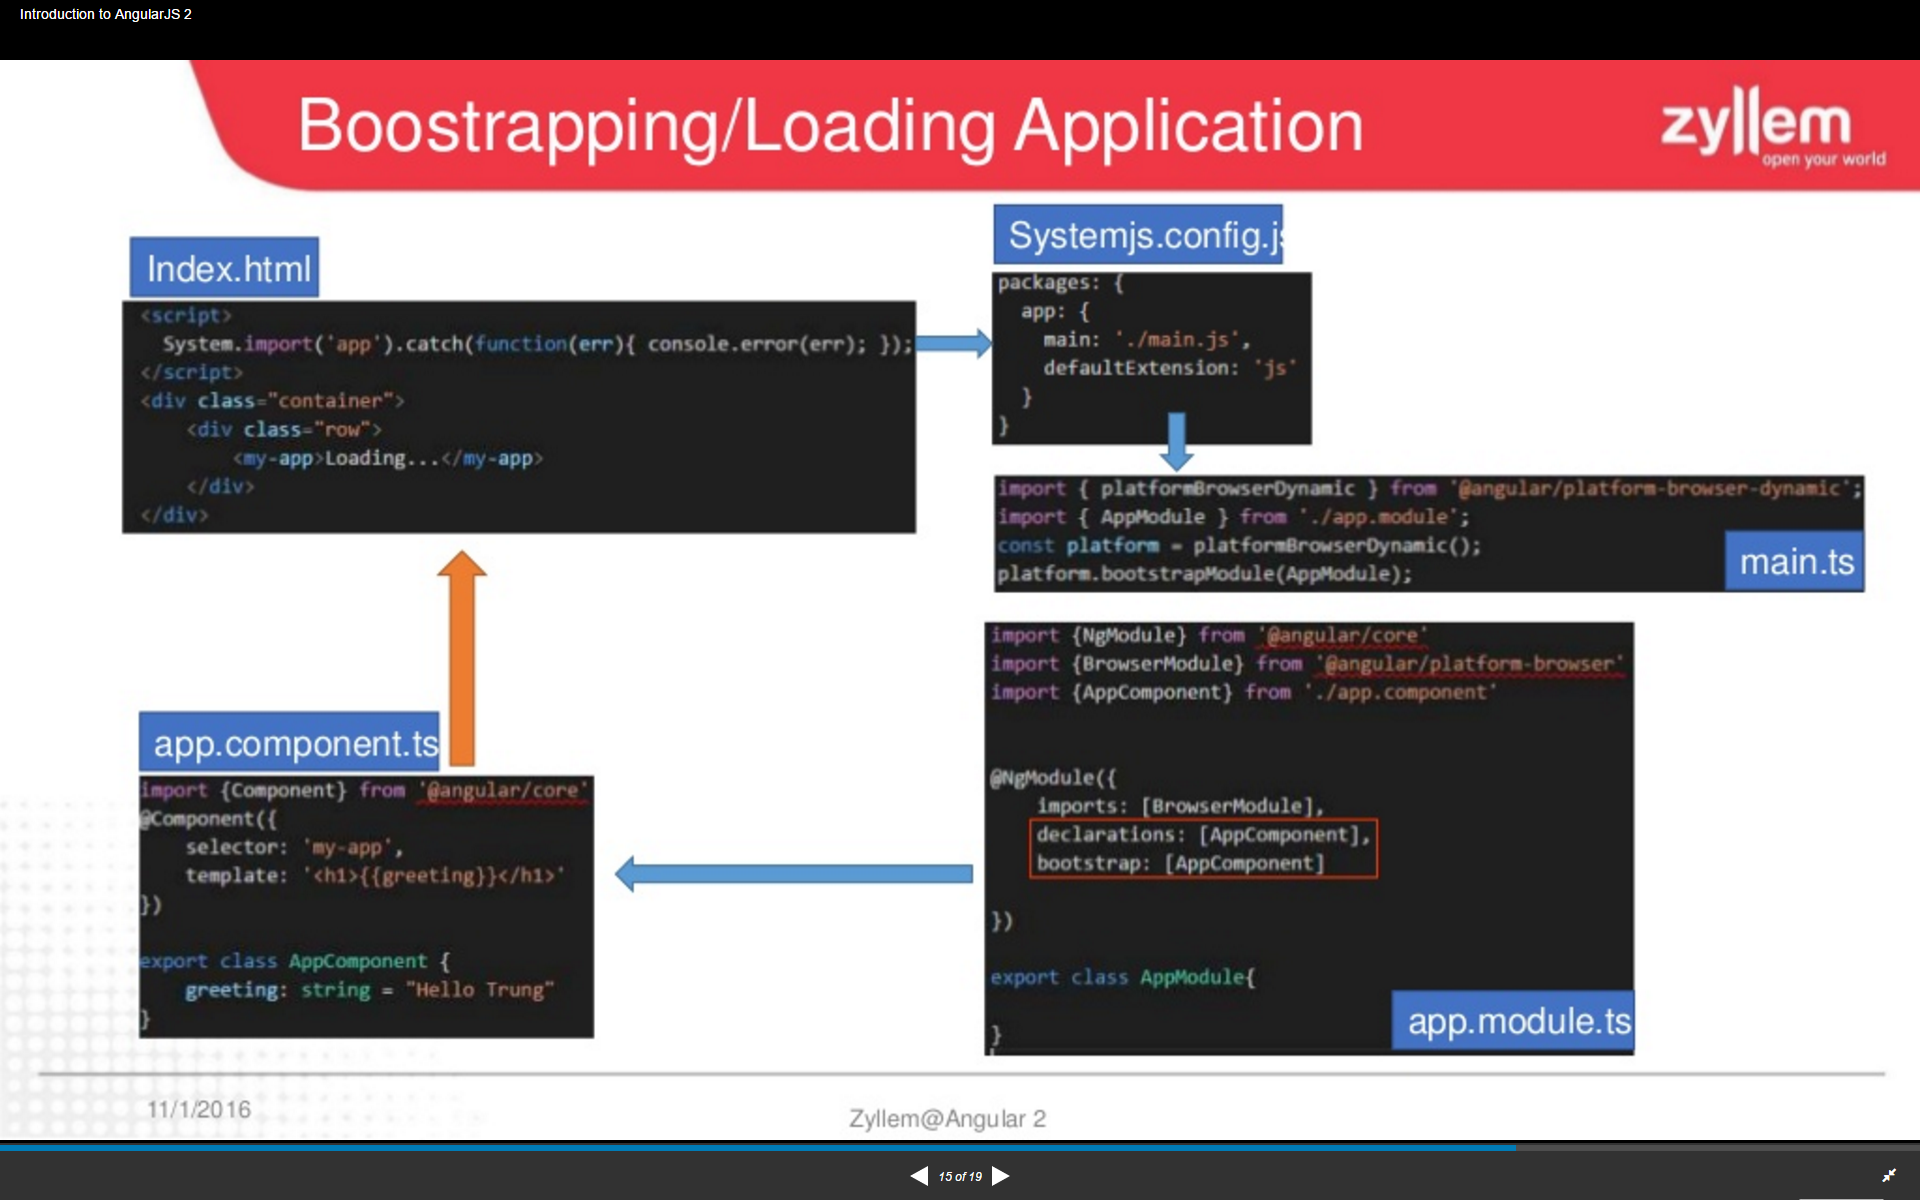 Introduction to AngularJS 2
Boostrapping/Loading Application
zyllem
open your world
Index.html
<script>
System.import('app').catch(function(err){ console.error(err); });
</script>
<div class="container">
<div class="row">
<my-app>Loading...</my-app>
</div>
</div>
Systemjs.config.js
packages: {
app: {
main: './main.js',
defaultExtension: 'js'
}
}
import { platformBrowserDynamic } from '@angular/platform-browser-dynamic';
import { AppModule } from './app.module';
const platform = platformBrowserDynamic();
platform.bootstrapModule(AppModule);
main.ts
import {NgModule} from '@angular/core'
import {BrowserModule} from '@angular/platform-browser'
import {AppComponent} from './app.component'
@NgModule({
imports: [BrowserModule],
declarations: [AppComponent],
bootstrap: [AppComponent]
})
export class AppModule{
}
app.module.ts
app.component.ts
import {Component} from '@angular/core'
@Component({
selector: 'my-app',
template: '<h1>{{greeting}}</h1>'
})
export class AppComponent {
greeting: string = "Hello Trung"
}
11/1/2016
Zyllem@Angular 2
15 of 19